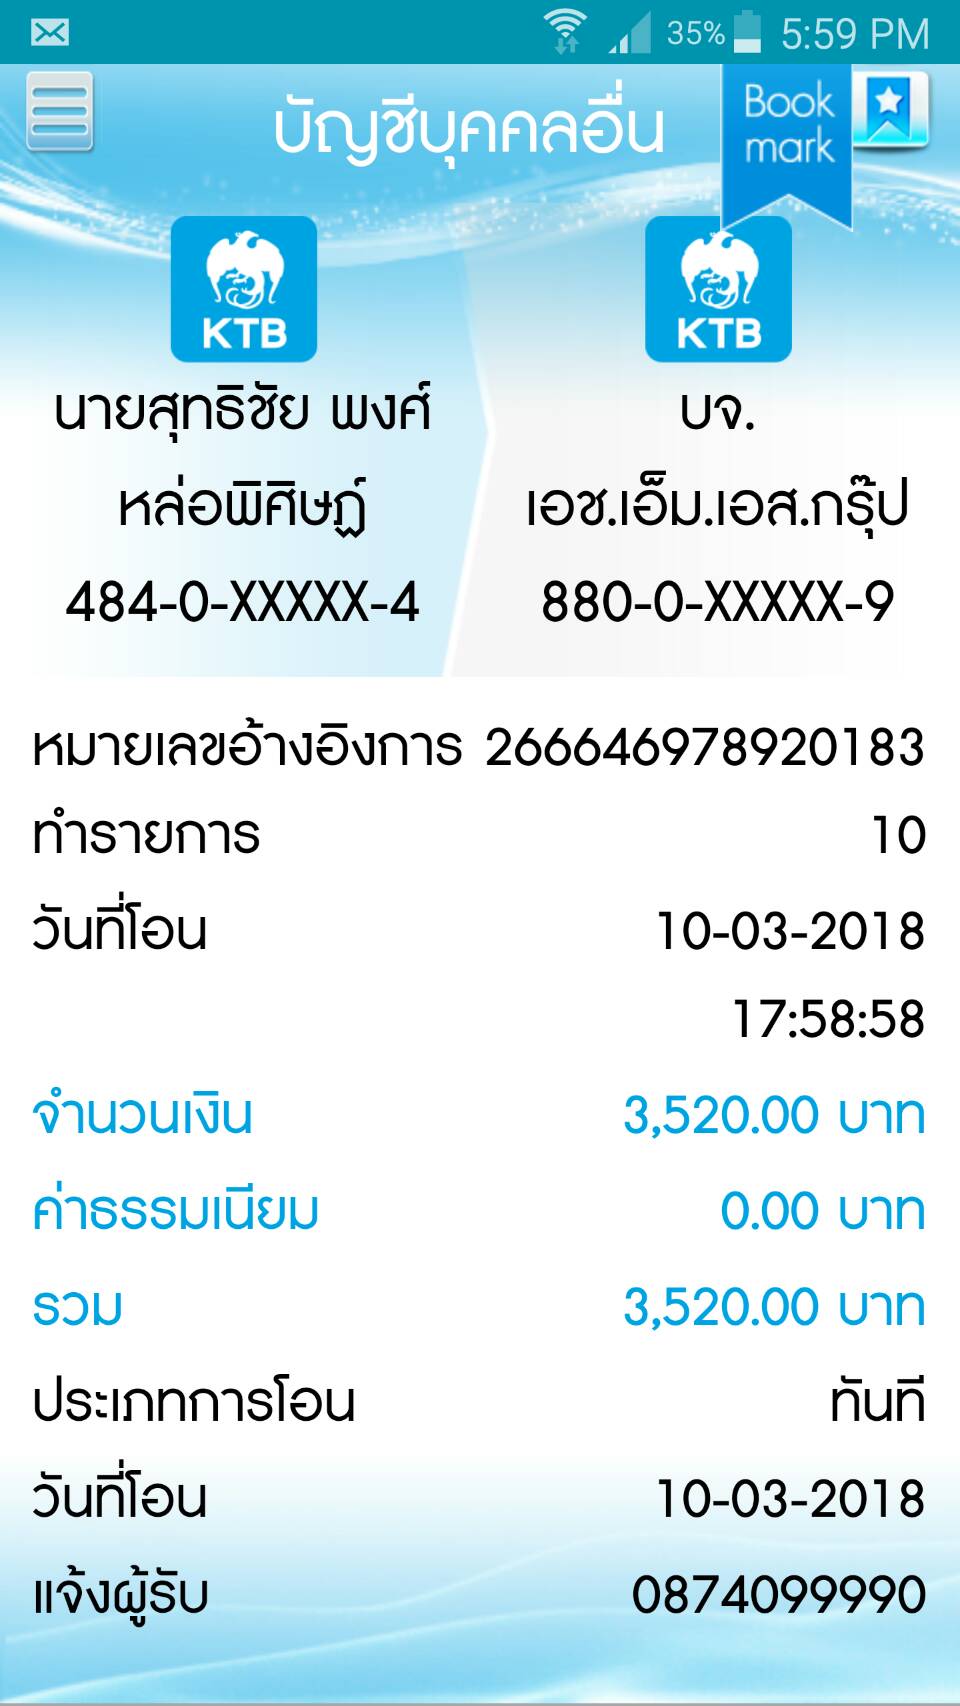 35% 5:59 PM
บัญชีบุคคลอื่น
Book
mark
KTB
KTB
นายสุทธิชัย พงศ์
หล่อพิศิษฏ์
484-0-XXXXX-4
บจ.
เอช.เอ็ม.เอส.กรุ๊ป
880-0-XXXXX-9
หมายเลขอ้างอิงการ 266646978920183
ทำรายการ 10
วันที่โอน 10-03-2018
17:58:58
จำนวนเงิน 3,520.00 บาท
ค่าธรรมเนียม 0.00 บาท
รวม 3,520.00 บาท
ประเภทการโอน ทันที
วันที่โอน 10-03-2018
แจ้งผู้รับ 0874099990